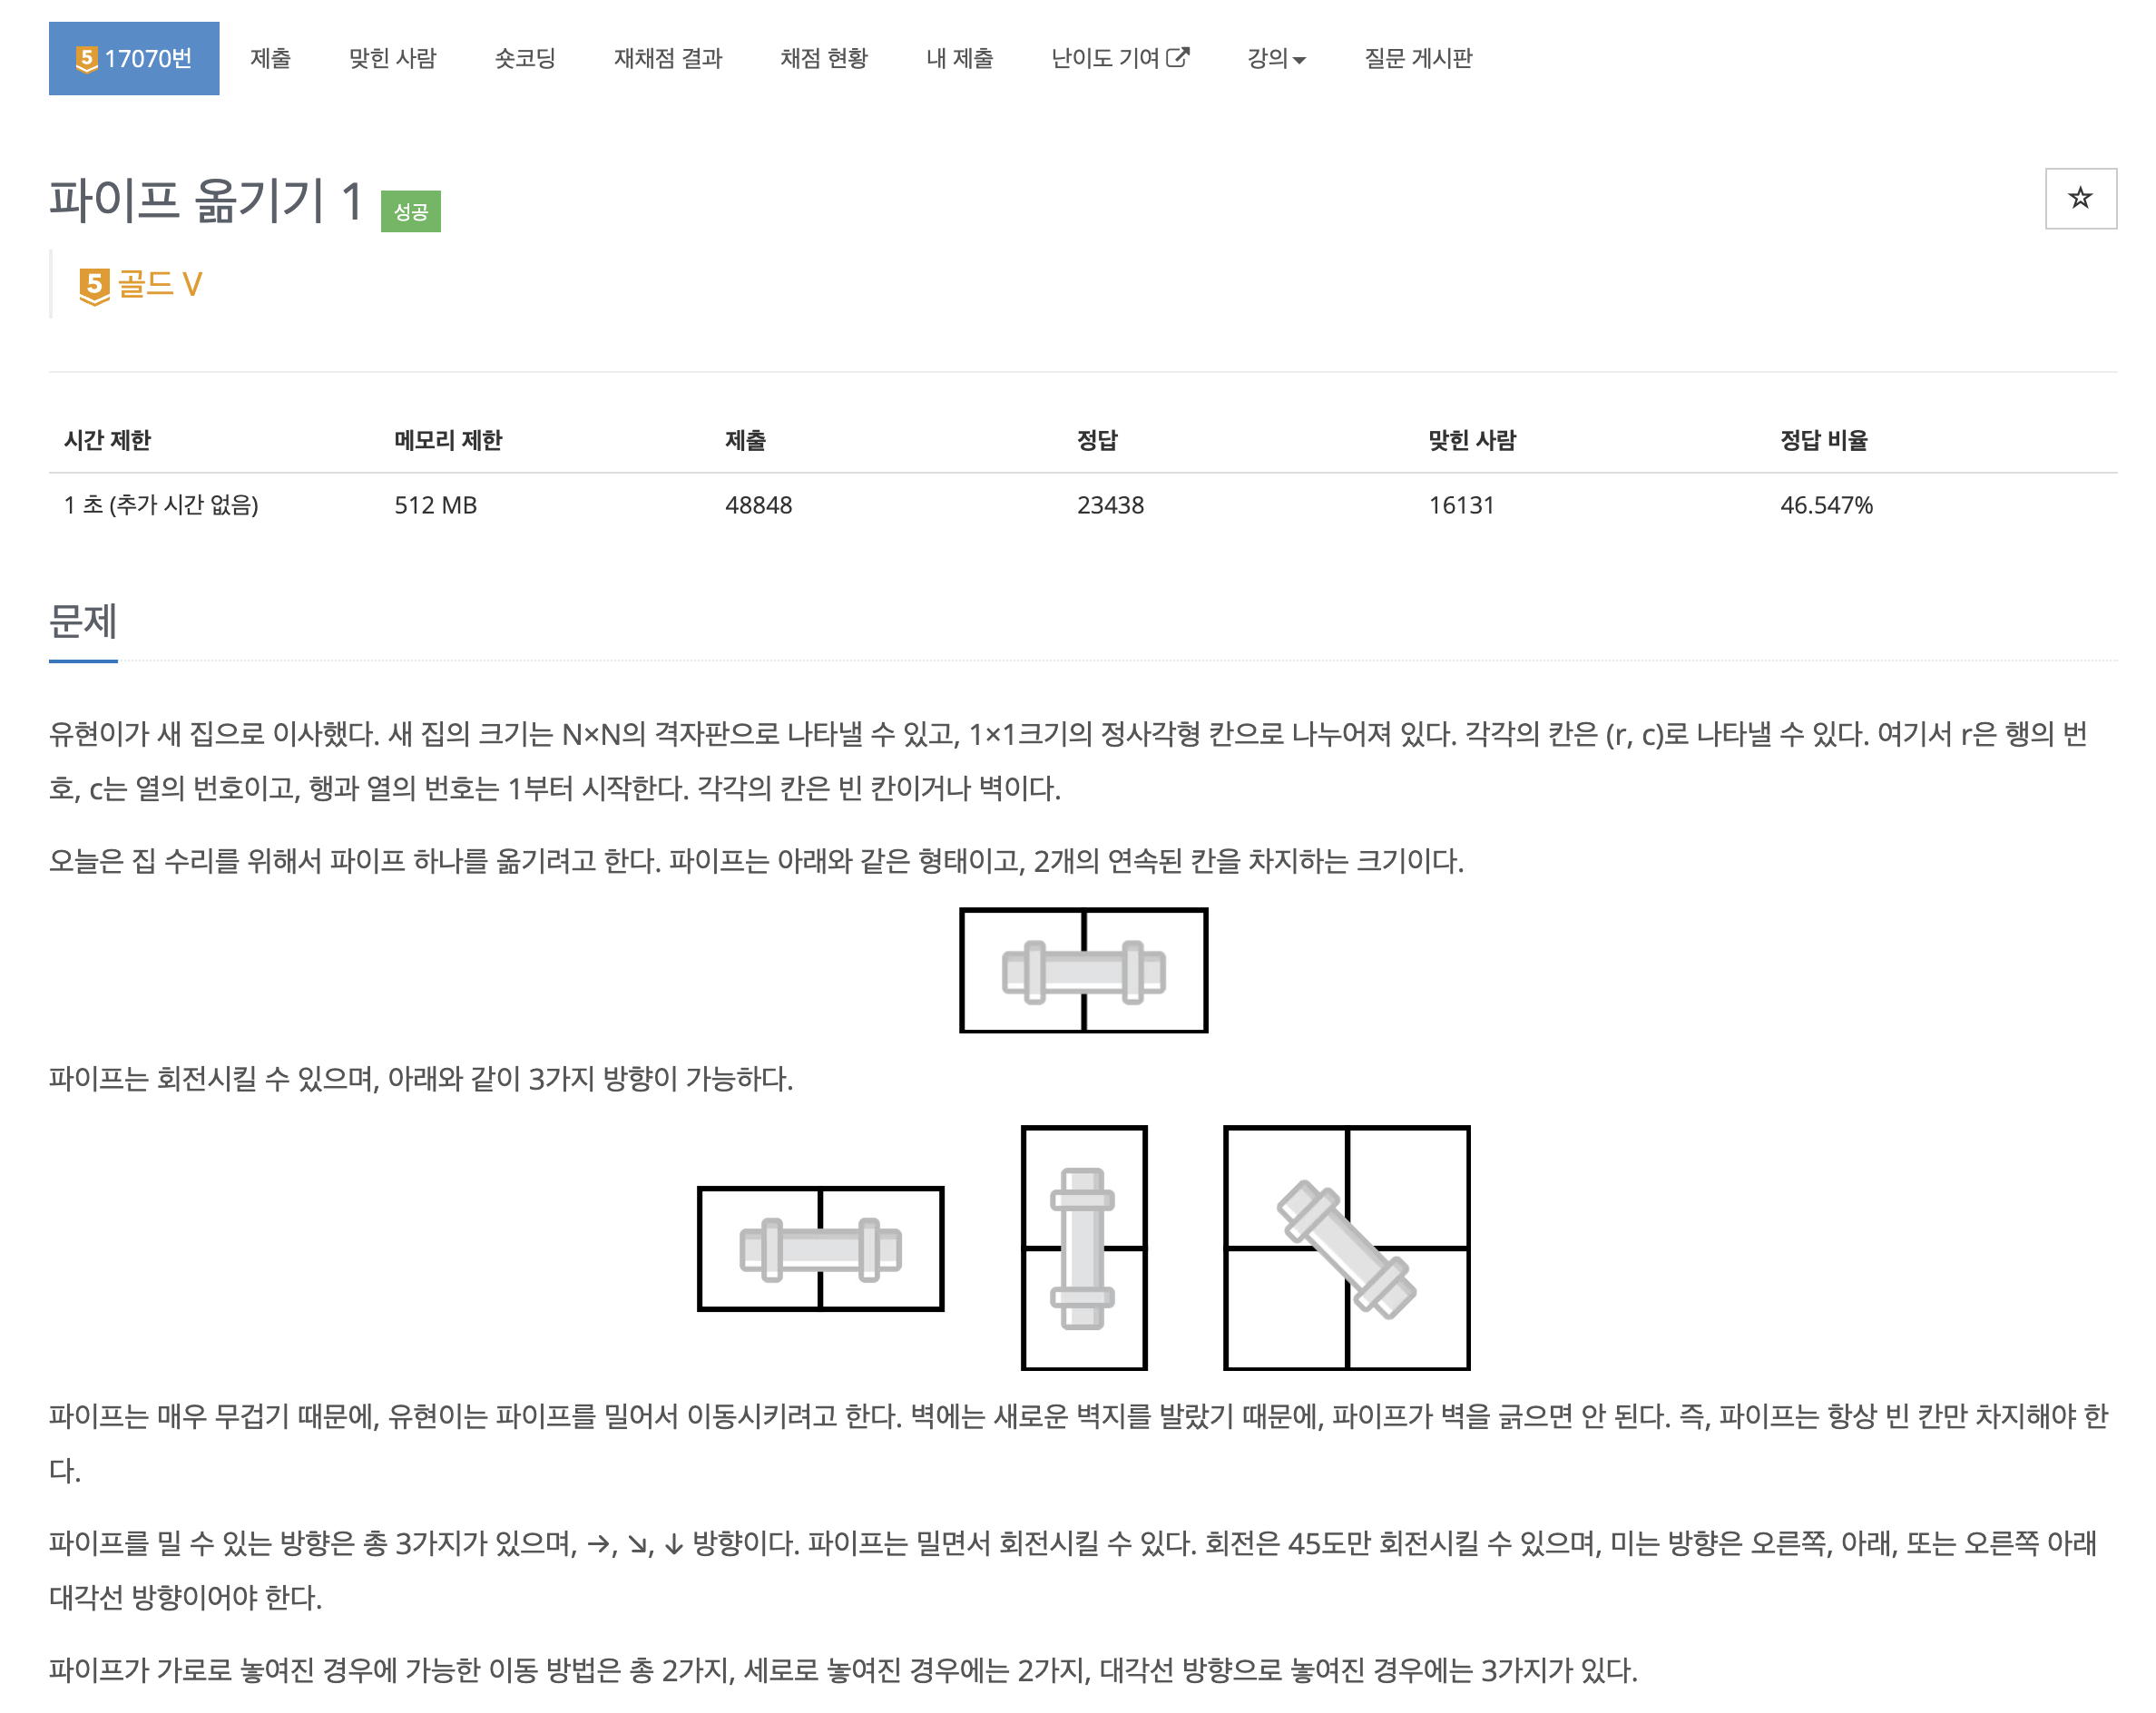 5 17070번 제출 맞힌 사람 숏코딩 재채점 결과 채점 현황 내 제출 난이도 기여 강의 질문 게시판
파이프 옮기기 1 성공
5 골드 V
시간 제한 메모리 제한 제출 정답 맞힌 사람 정답 비율
1 초 (추가 시간 없음) 512 MB 48848 23438 16131 46.547%
문제
유현이가 새 집으로 이사했다. 새 집의 크기는 N×N의 격자판으로 나타낼 수 있고, 1×1크기의 정사각형 칸으로 나누어져 있다. 각각의 칸은 (r, c)로 나타낼 수 있다. 여기서 r은 행의 번
호, c는 열의 번호이고, 행과 열의 번호는 1부터 시작한다. 각각의 칸은 빈 칸이거나 벽이다.
오늘은 집 수리를 위해서 파이프 하나를 옮기려고 한다. 파이프는 아래와 같은 형태이고, 2개의 연속된 칸을 차지하는 크기이다.
파이프는 회전시킬 수 있으며, 아래와 같이 3가지 방향이 가능하다.
파이프는 매우 무겁기 때문에, 유현이는 파이프를 밀어서 이동시키려고 한다. 벽에는 새로운 벽지를 발랐기 때문에, 파이프가 벽을 긁으면 안 된다. 즉, 파이프는 항상 빈 칸만 차지해야 한
다.
파이프를 밀 수 있는 방향은 총 3가지가 있으며, →, ↘, ↓ 방향이다. 파이프는 밀면서 회전시킬 수 있다. 회전은 45도만 회전시킬 수 있으며, 미는 방향은 오른쪽, 아래, 또는 오른쪽 아래
대각선 방향이어야 한다.
파이프가 가로로 놓여진 경우에 가능한 이동 방법은 총 2가지, 세로로 놓여진 경우에는 2가지, 대각선 방향으로 놓여진 경우에는 3가지가 있다.